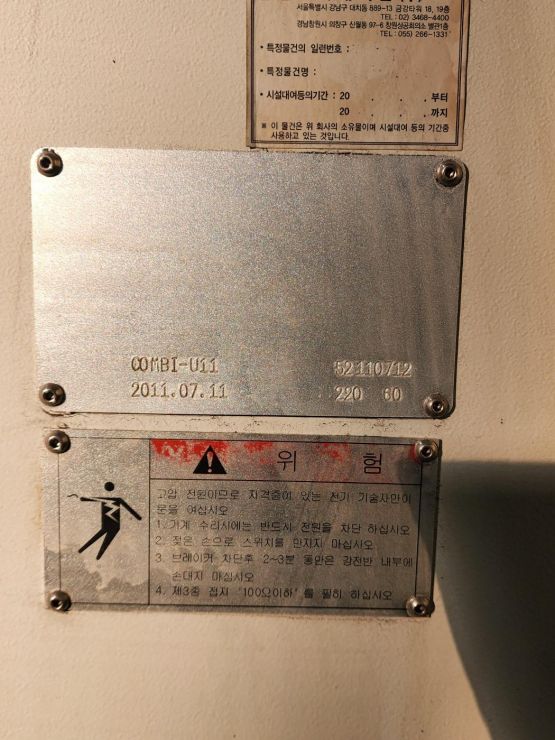 서울특별시 강남구 대치동 889-13 금강타워 18, 19층
TEL : 02) 3468-4400
경남창원시 의창구 신월동 97-6 창원상공회의소 별관1층
TEL : 055) 266-1331
• 특정물건의 일련번호 :
• 특정물건명 :
• 시설대여등의기간 : 20 . . . 부터
20 . . . 까지
※ 이 물건은 위 회사의 소유물이며 시설대여 등의 기간중
사용하고 있는 것입니다.
COMBI-U11 52110712
2011.07.11 220 60
위 험
고압 전원이므로 자격증이 있는 전기 기술사만이
문을 여십시오
1. 기계 수리시에는 반드시 전원을 차단 하십시오
2. 젖은 손으로 스위치를 만지지 마십시오
3. 브레이커 차단후 2~3분 동안은 강전반 내부에
손대지 마십시오
4. 제3종 접지 '100Ω이하' 를 필히 하십시오